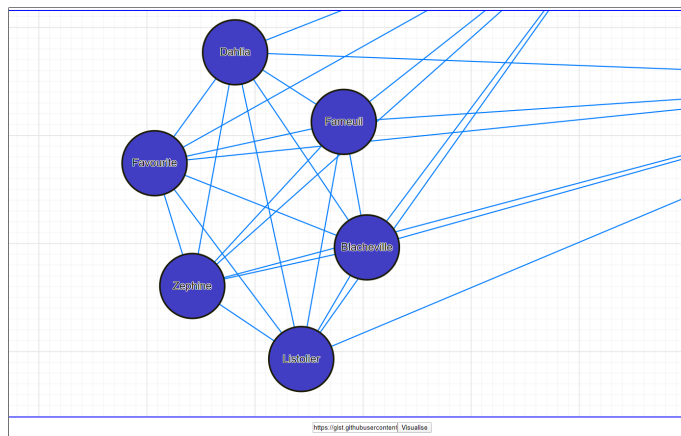 Dahlia
Fameuil
Favourite
Blacheville
Zephine
Listolier
https://gist.githubusercontent
Visualise